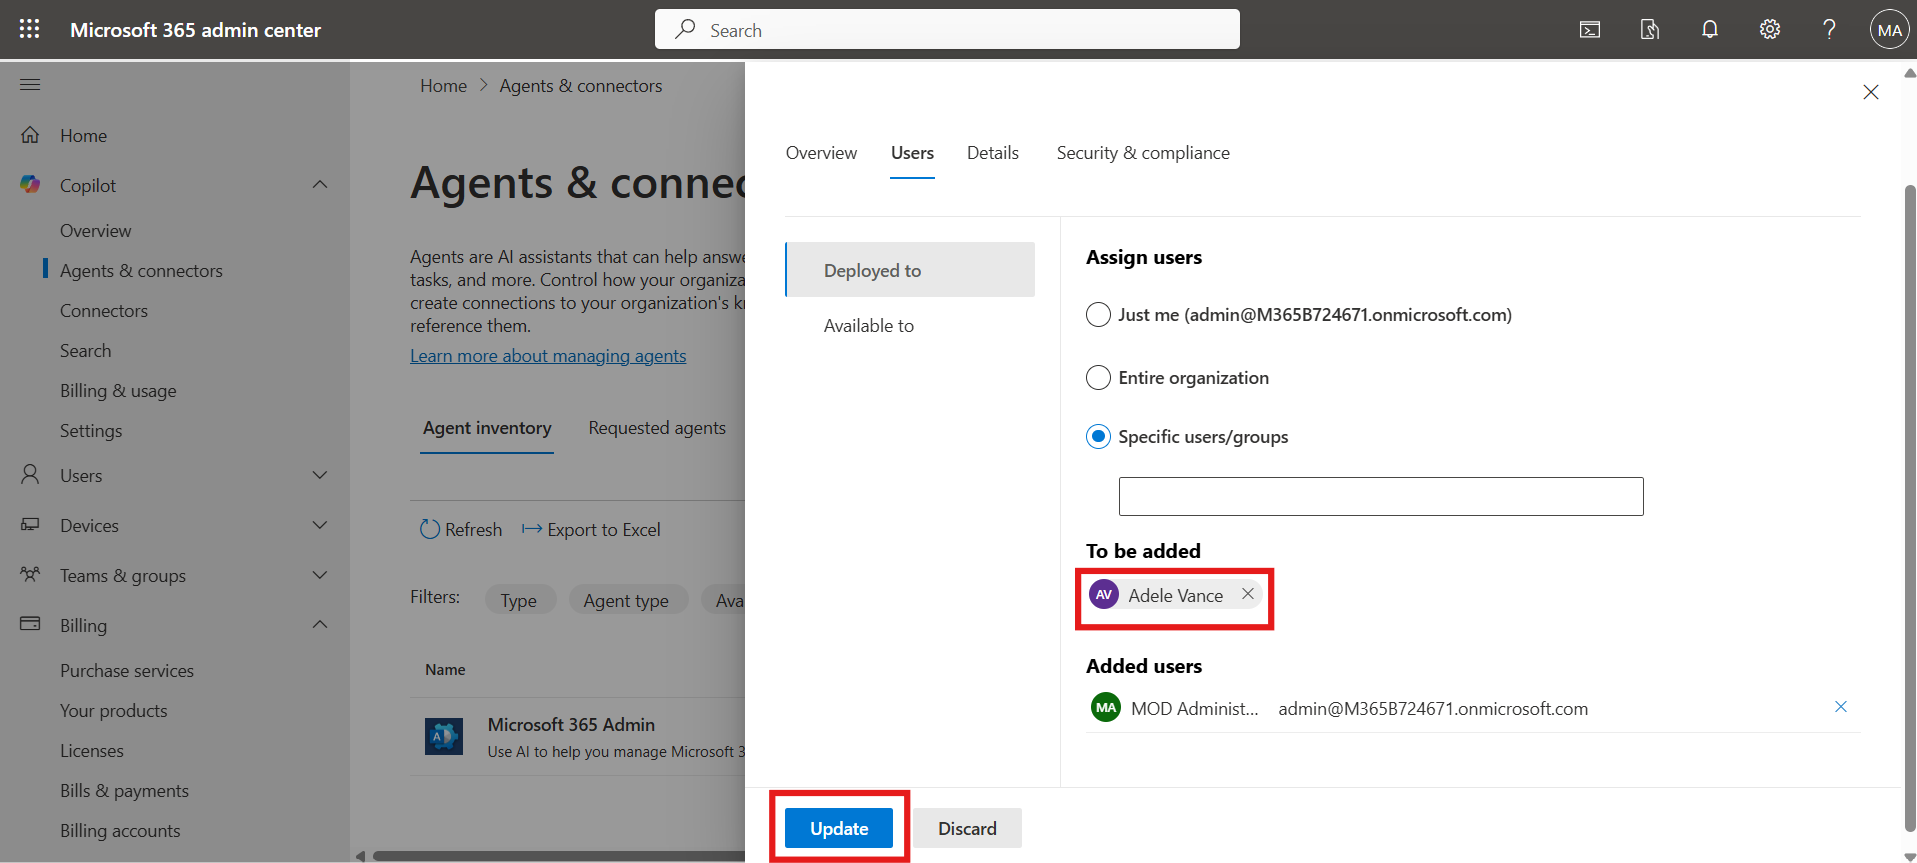 Microsoft 365 admin center
Search
MA
Home
Copilot
Overview
Agents & connectors
Connectors
Search
Billing & usage
Settings
Users
Devices
Teams & groups
Billing
Purchase services
Your products
Licenses
Bills & payments
Billing accounts
Home > Agents & connectors
Agents & connec
Agents are AI assistants that can help answe
tasks, and more. Control how your organiza
create connections to your organization's k
reference them.
Learn more about managing agents
Agent inventory Requested agents
Refresh Export to Excel
Filters: Type Agent type Ava
Name
Microsoft 365 Admin
Use AI to help you manage Microsoft 3
Overview Users Details Security & compliance
Deployed to
Available to
Assign users
Just me (admin@M365B724671.onmicrosoft.com)
Entire organization
Specific users/groups
To be added
AV Adele Vance
Added users
MA MOD Administ... admin@M365B724671.onmicrosoft.com
Update Discard